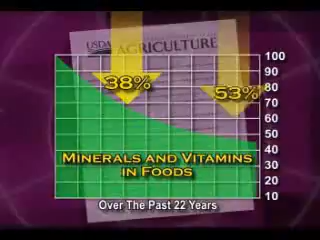 USDA
AGRICULTURE
38%
53%
100
90
80
70
60
50
40
30
20
10
MINERALS AND VITAMINS
IN FOODS
Over The Past 22 Years